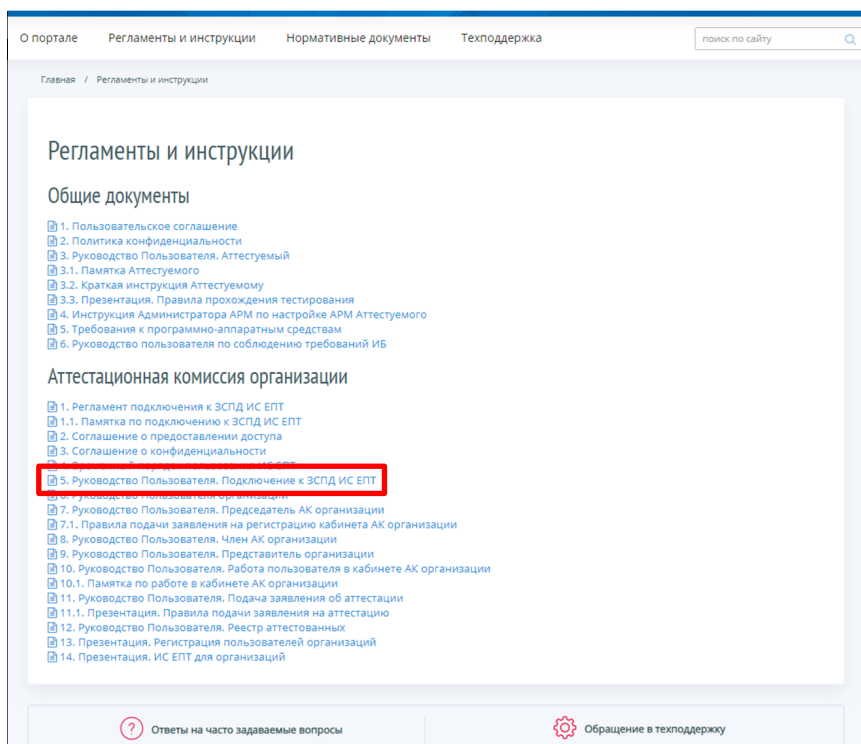 О портале Регламенты и инструкции Нормативные документы Техподдержка поиск по сайту
Главная / Регламенты и инструкции
Регламенты и инструкции
Общие документы
1. Пользовательское соглашение
2. Политика конфиденциальности
3. Руководство Пользователя. Аттестуемый
3.1. Памятка Аттестуемого
3.2. Краткая инструкция Аттестуемому
3.3. Презентация. Правила прохождения тестирования
4. Инструкция Администратора АРМ по настройке АРМ Аттестуемого
5. Требования к программно-аппаратным средствам
6. Руководство пользователя по соблюдению требований ИБ
Аттестационная комиссия организации
1. Регламент подключения к ЗСПД ИС ЕПТ
1.1. Памятка по подключению к ЗСПД ИС ЕПТ
2. Соглашение о предоставлении доступа
3. Соглашение о конфиденциальности
ИС ЕПТ
5. Руководство Пользователя. Подключение к ЗСПД ИС ЕПТ
6. Руководство Пользователя организации
7. Руководство Пользователя. Председатель АК организации
7.1. Правила подачи заявления на регистрацию кабинета АК организации
8. Руководство Пользователя. Член АК организации
9. Руководство Пользователя. Представитель организации
10. Руководство Пользователя. Работа пользователя в кабинете АК организации
10.1. Памятка по работе в кабинете АК организации
11. Руководство Пользователя. Подача заявления об аттестации
11.1. Презентация. Правила подачи заявления на аттестацию
12. Руководство Пользователя. Реестр аттестованных
13. Презентация. Регистрация пользователей организаций
14. Презентация. ИС ЕПТ для организаций
Ответы на часто задаваемые вопросы Обращение в техподдержку